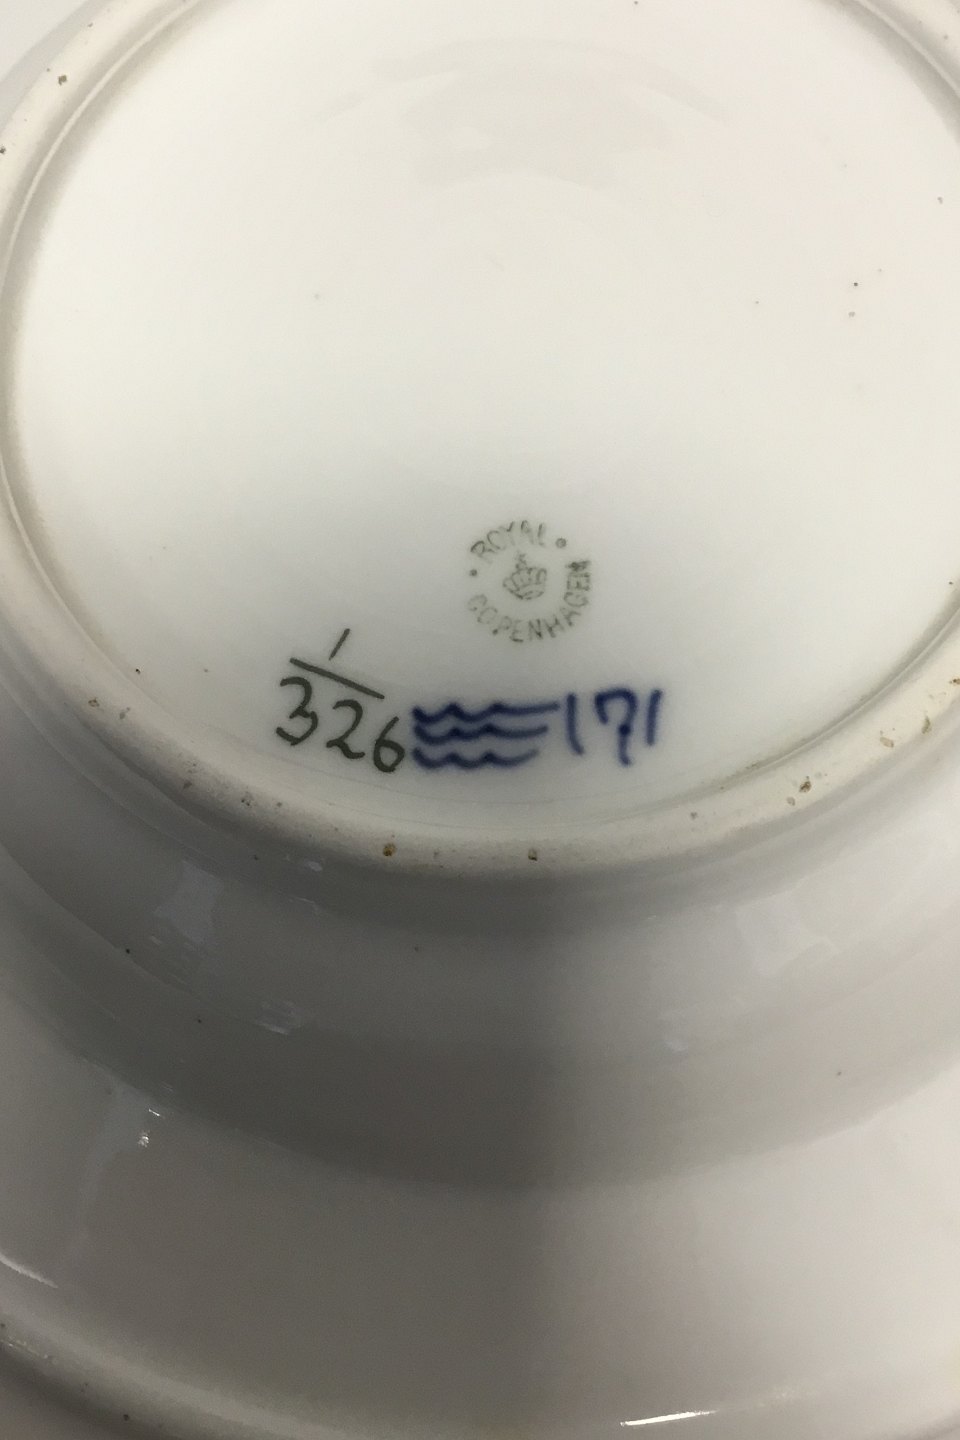 ROYAL
COPENHAGEN
1
326 171